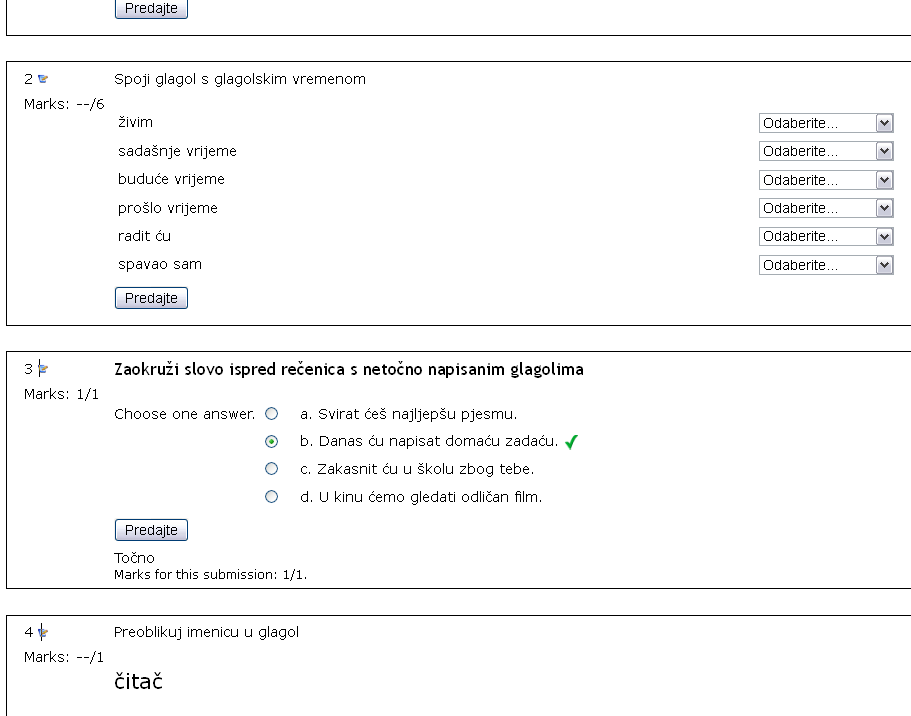 Predajte
2 Spoji glagol s glagolskim vremenom
Marks: --/6
živim Odaberite...
sadašnje vrijeme Odaberite...
buduće vrijeme Odaberite...
prošlo vrijeme Odaberite...
radit ću Odaberite...
spavao sam Odaberite...
Predajte
3 Zaokruži slovo ispred rečenica s netočno napisanim glagolima
Marks: 1/1
Choose one answer. a. Svirat ćeš najljepšu pjesmu.
b. Danas ću napisat domaću zadaću.
c. Zakasnit ću u školu zbog tebe.
d. U kinu ćemo gledati odličan film.
Predajte
Točno
Marks for this submission: 1/1.
4 Preoblikuj imenicu u glagol
Marks: --/1
čitač